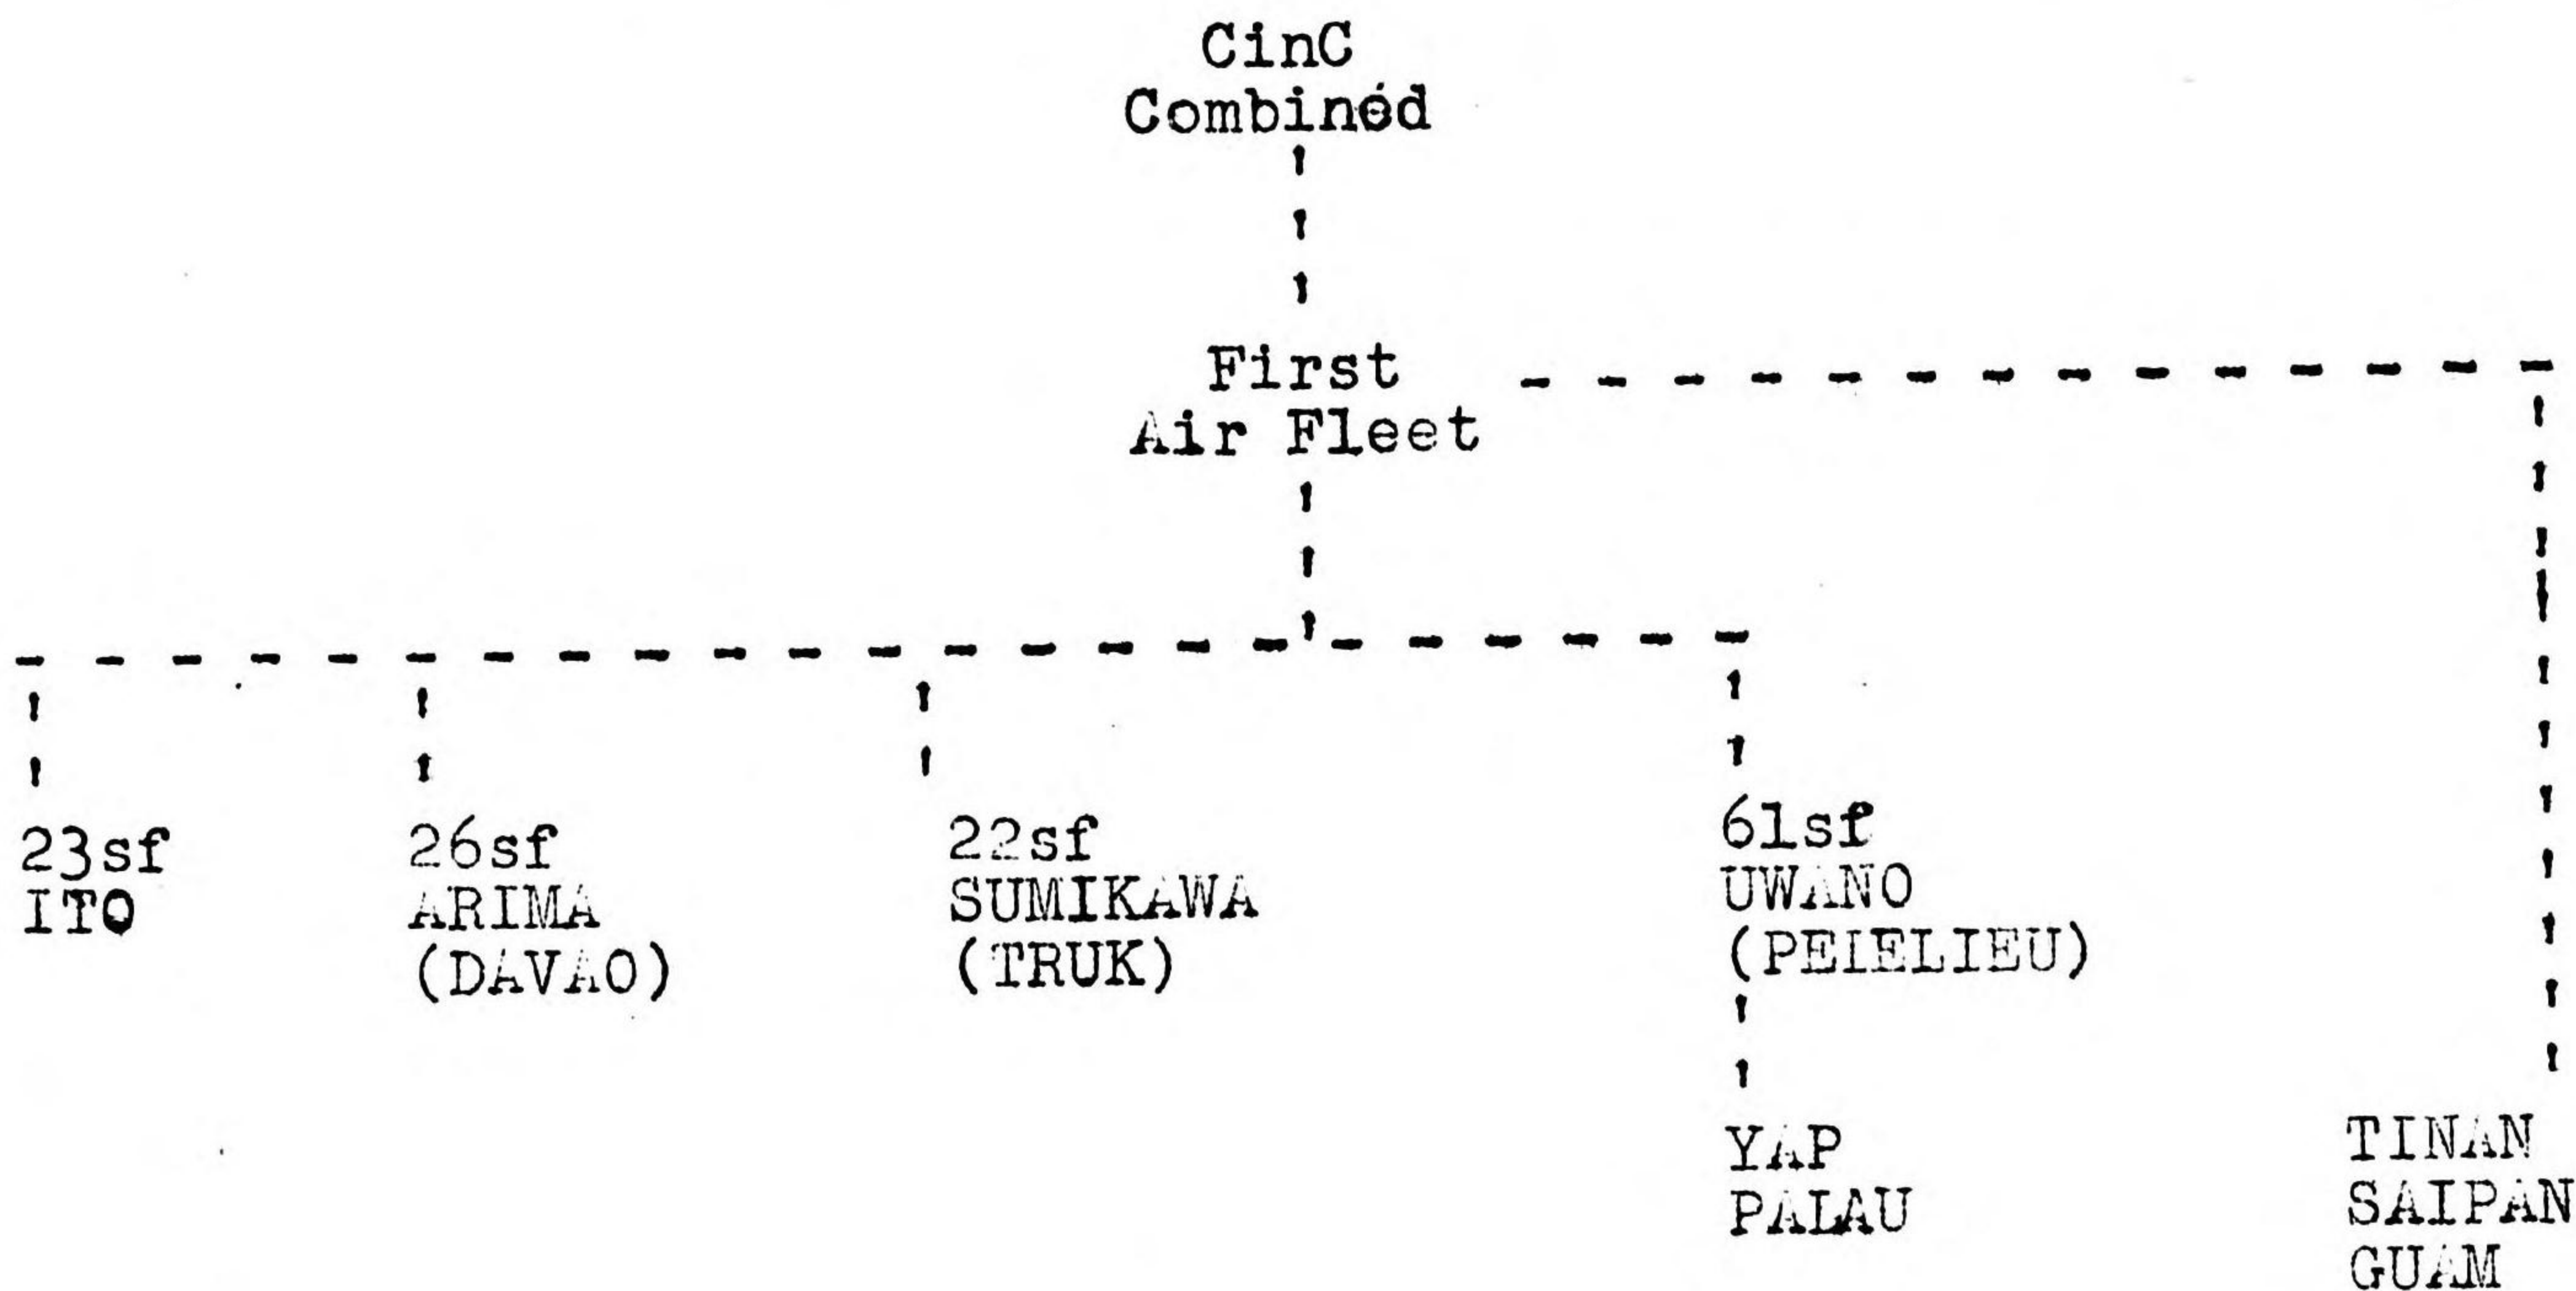 CinC
Combined
First
Air Fleet
23sf
ITO
26sf
ARIMA
(DAVAO)
22sf
SUMIKAWA
(TRUK)
61sf
UWANO
(PEIELIEU)
YAP
PALAU
TINAN
SAIPAN
GUAM